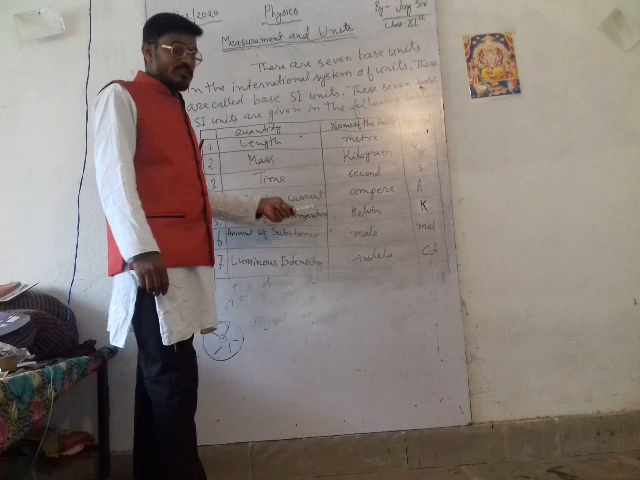 /2020 Physics By- Jay Sir
Class-XIth
Measurement and Units
There are seven base units
in the international system of units. These
are called base SI units. These seven base
SI units are given in the following
Quantity Name of the
1 Length metre
2 Mass Kilogram
3 Time second S
current ampere A
5. Kelvin K
6 Amount of Substance mole mol
7 Luminous Intensity Candela Cd